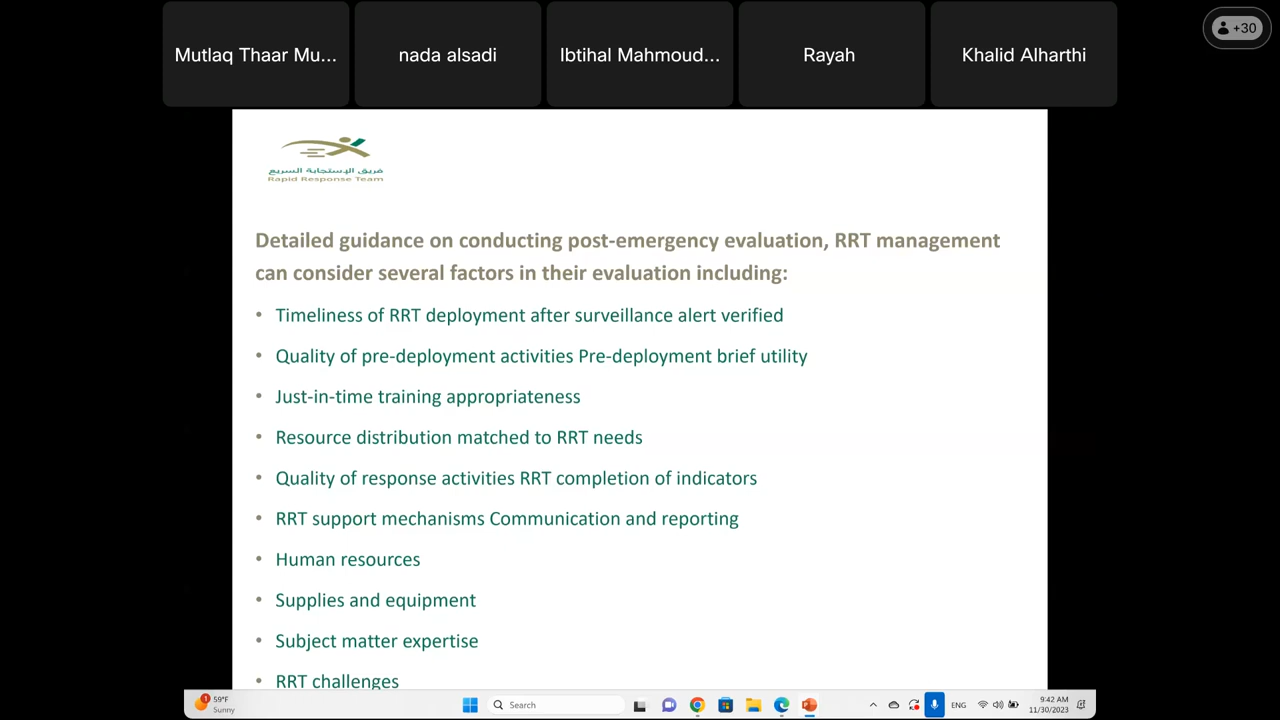 Mutlaq Thaar Mu...
nada alsadi
Ibtihal Mahmoud...
Rayah
Khalid Alharthi
+30
فريق الإستجابة السريع
Rapid Response Team
Detailed guidance on conducting post-emergency evaluation, RRT management
can consider several factors in their evaluation including:
• Timeliness of RRT deployment after surveillance alert verified
• Quality of pre-deployment activities Pre-deployment brief utility
• Just-in-time training appropriateness
• Resource distribution matched to RRT needs
• Quality of response activities RRT completion of indicators
• RRT support mechanisms Communication and reporting
• Human resources
• Supplies and equipment
• Subject matter expertise
• RRT challenges
1
59°F
Sunny
Search
ENG
9:42 AM
11/30/2023